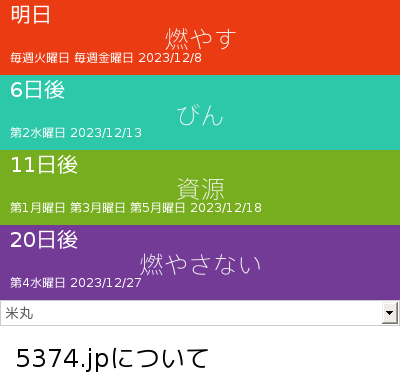 明日
燃やす
毎週火曜日 毎週金曜日 2023/12/8
6日後
びん
第2水曜日 2023/12/13
11日後
資源
第1月曜日 第3月曜日 第5月曜日 2023/12/18
20日後
燃やさない
第4水曜日 2023/12/27
米丸
5374.jpについて